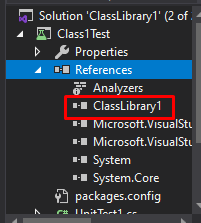 Solution 'ClassLibrary1' (2 of 2
Class1Test
Properties
References
Analyzers
ClassLibrary1
Microsoft.VisualStu
Microsoft.VisualStu
System
System.Core
packages.config
UnitTest1.cs